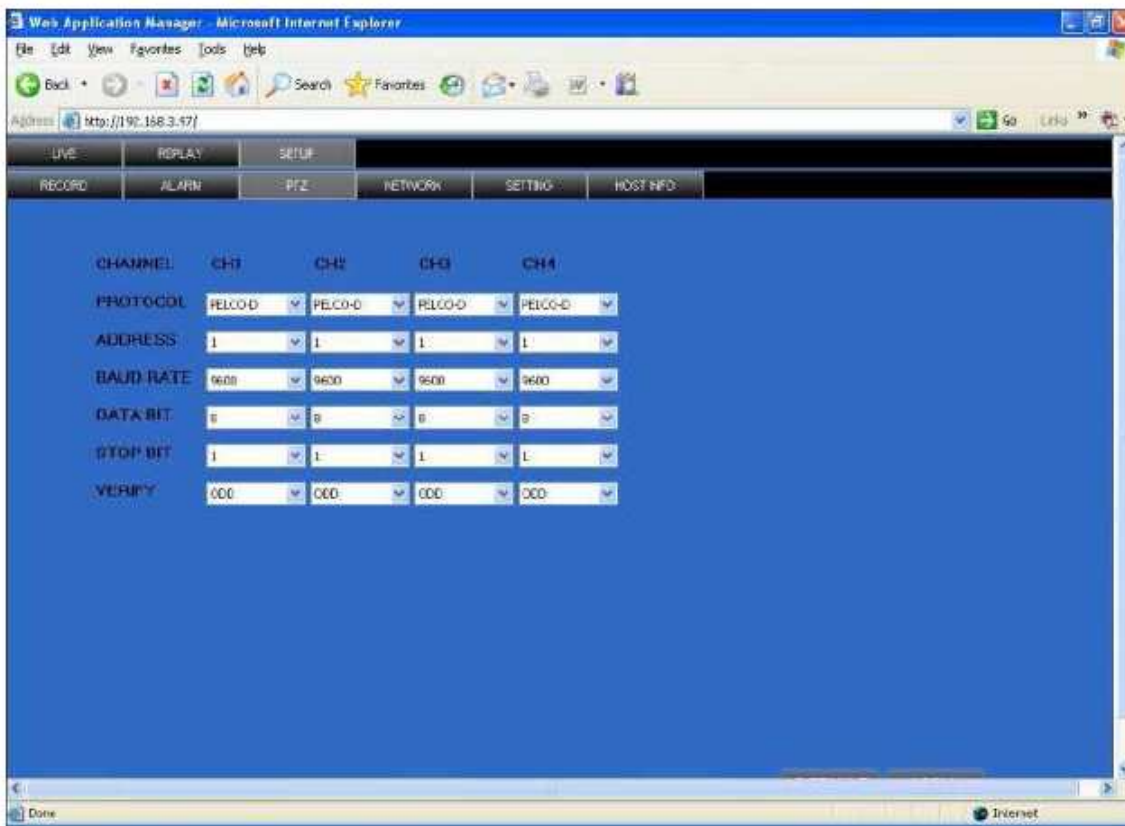 Web Application Manager - Microsoft Internet Explorer
File Edit View Favorites Tools Help
Back Search Favorites
Address http://192.168.3.97/ Go Links »
LIVE REPLAY SETUP
RECORD ALARM PTZ NETWORK SETTING HOST INFO
CHANNEL CH1 CH2 CH3 CH4
PROTOCOL PELCO-D PELCO-D PELCO-D PELCO-D
ADDRESS 1 1 1 1
BAUD RATE 9600 9600 9600 9600
DATA BIT 8 8 8 8
STOP BIT 1 1 1 1
VERIFY ODD ODD ODD ODD
Done Internet